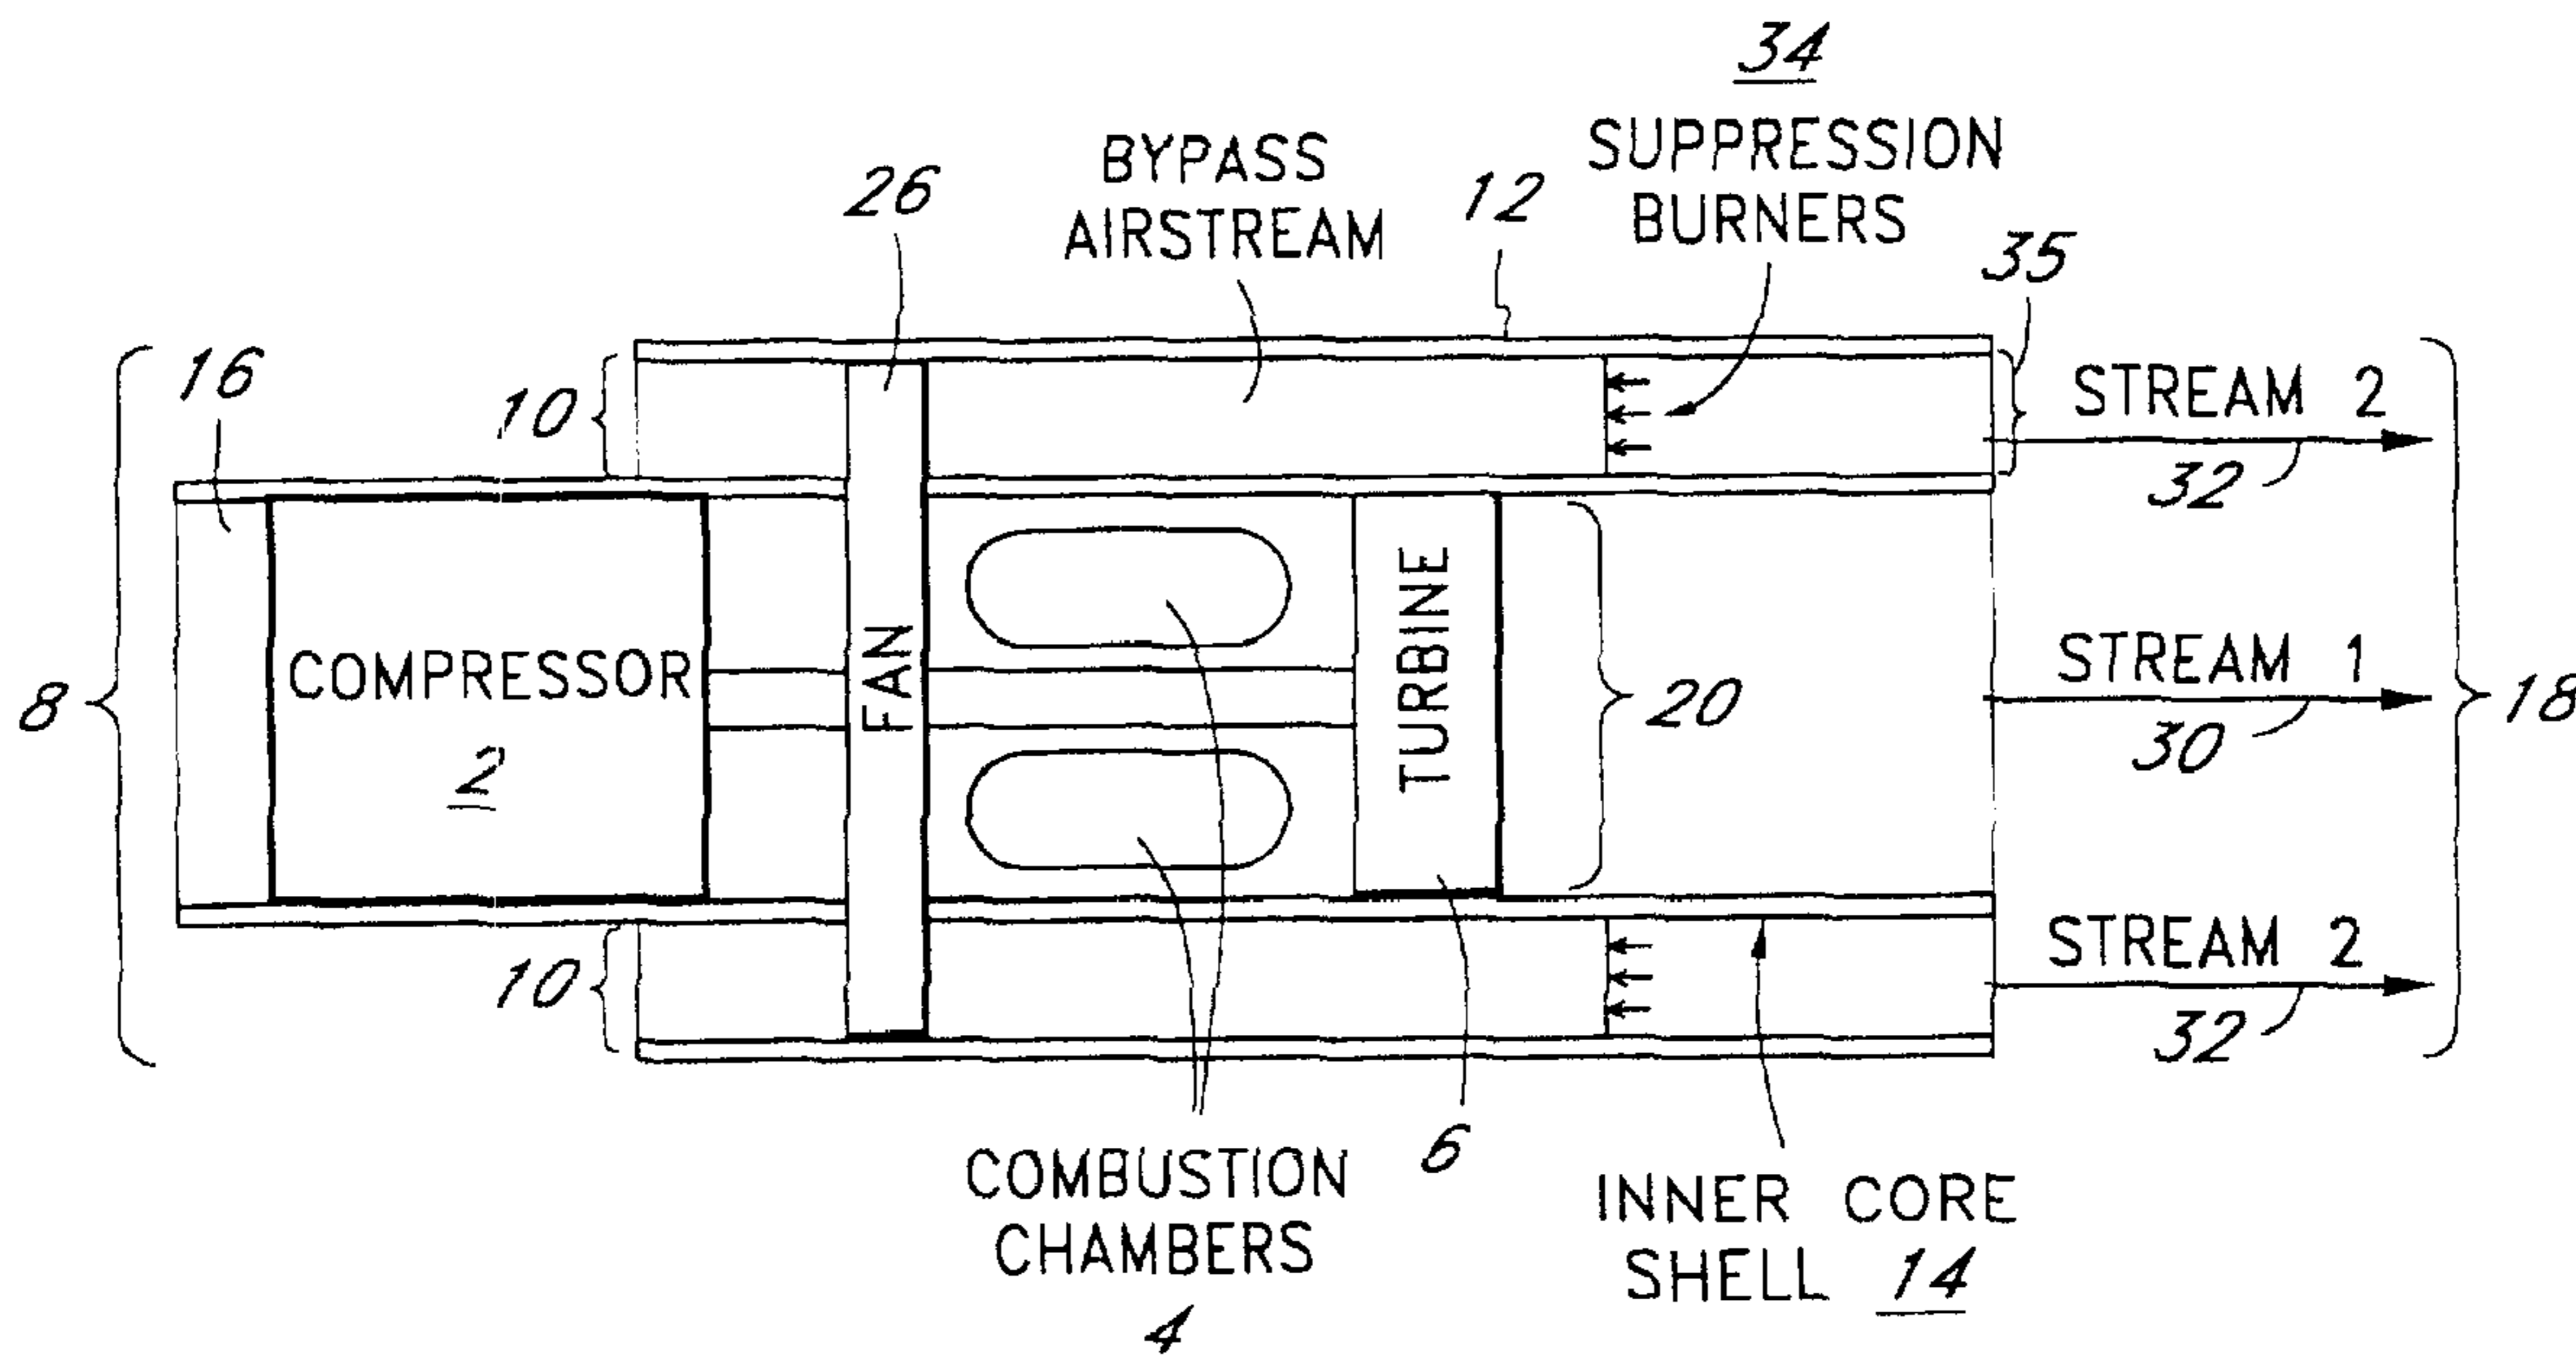 34
SUPPRESSION
BURNERS
BYPASS
AIRSTREAM
26
12
35
16
10
STREAM 2
32
8
COMPRESSOR
2
FAN
TURBINE
20
STREAM 1
30
18
10
STREAM 2
32
COMBUSTION
CHAMBERS
4
6
INNER CORE
SHELL 14